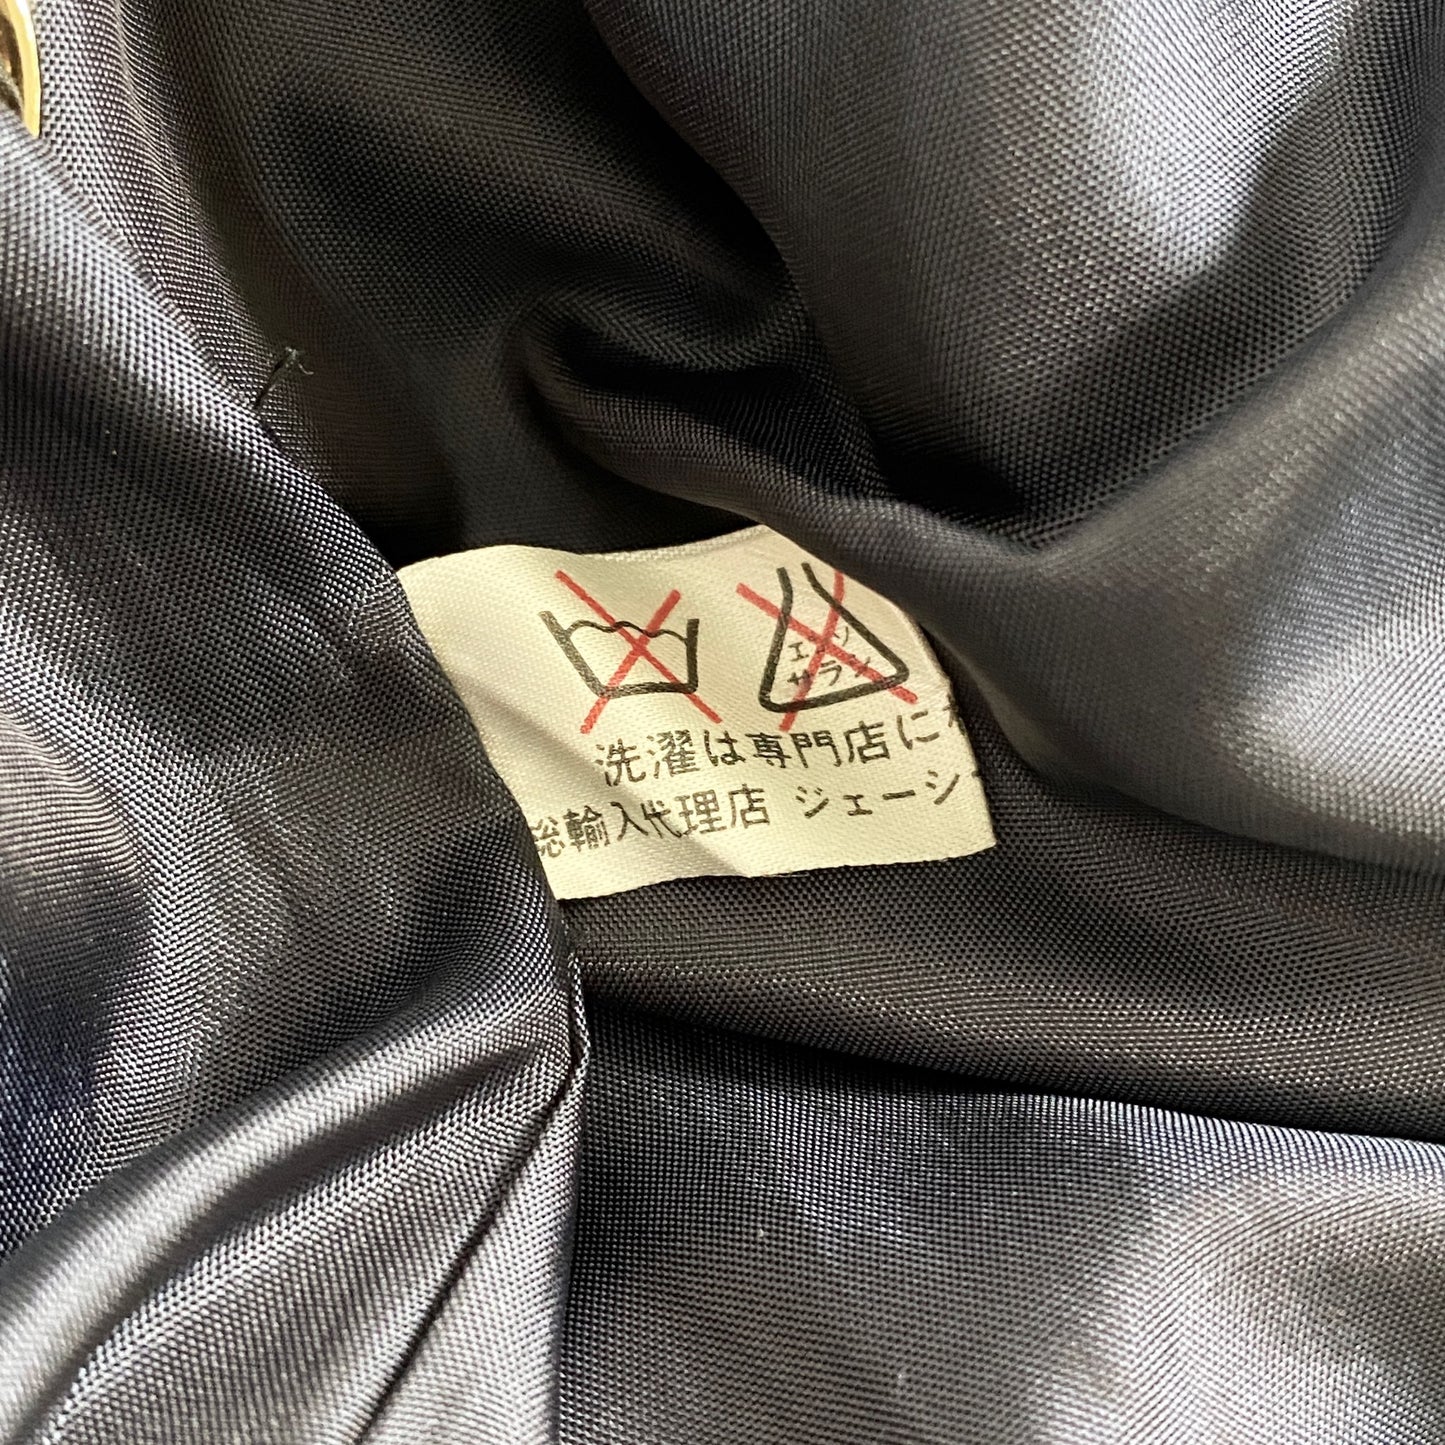 エンソ
サラシ
洗濯は専門店に
総輸入代理店 ジェーシ